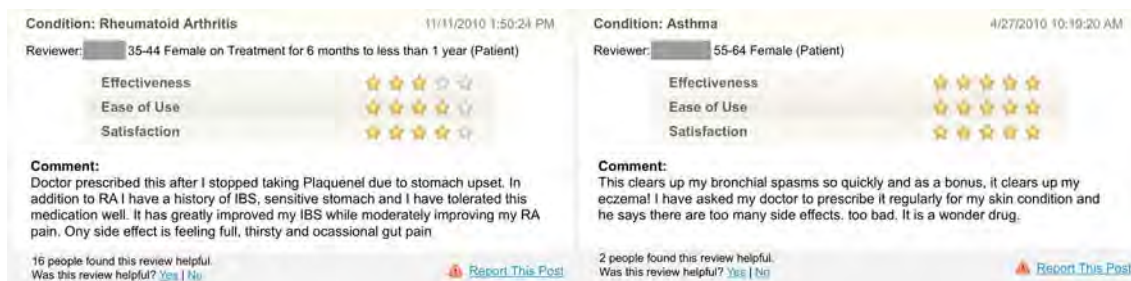 Condition: Rheumatoid Arthritis 11/11/2010 1:50:24 PM
Reviewer: 35-44 Female on Treatment for 6 months to less than 1 year (Patient)
Effectiveness
Ease of Use
Satisfaction
Comment:
Doctor prescribed this after I stopped taking Plaquenel due to stomach upset. In
addition to RA I have a history of IBS, sensitive stomach and I have tolerated this
medication well. It has greatly improved my IBS while moderately improving my RA
pain. Ony side effect is feeling full, thirsty and ocassional gut pain
16 people found this review helpful.
Was this review helpful? Yes | No
Report This Post
Condition: Asthma 4/27/2010 10:19:20 AM
Reviewer: 55-64 Female (Patient)
Effectiveness
Ease of Use
Satisfaction
Comment:
This clears up my bronchial spasms so quickly and as a bonus, it clears up my
eczema! I have asked my doctor to prescribe it regularly for my skin condition and
he says there are too many side effects. too bad. It is a wonder drug.
2 people found this review helpful.
Was this review helpful? Yes | No
Report This Post